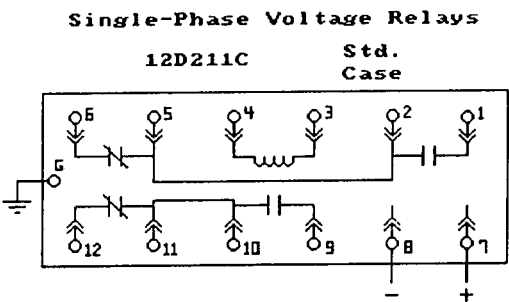 Single-Phase Voltage Relays
12D211C
Std.
Case
6 5 4 3 2 1
G
12 11 10 9 8 7
- +